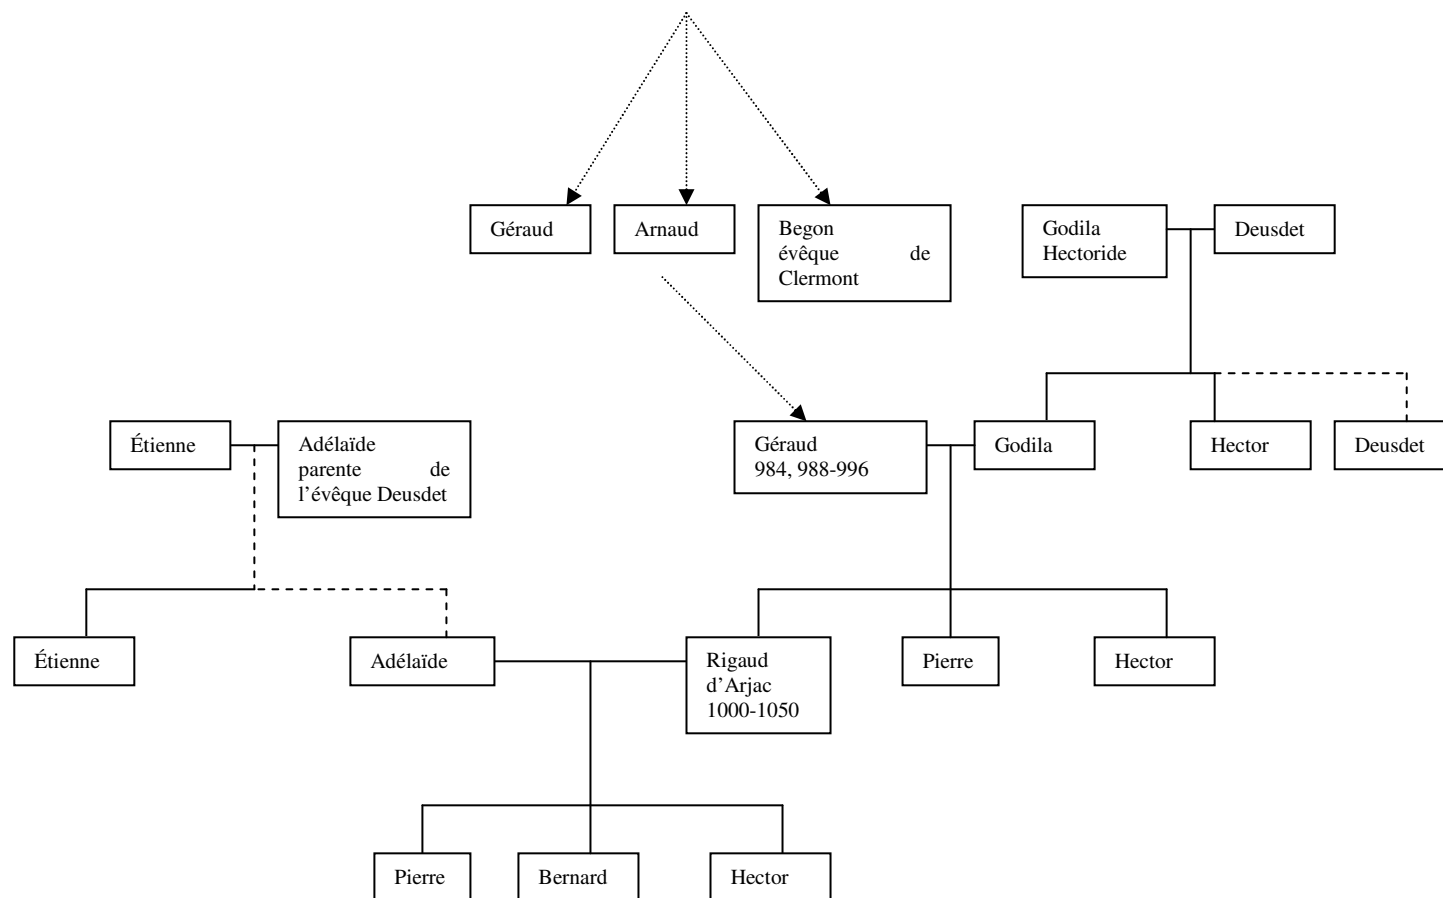 Géraud
Arnaud
Begon
évêque de
Clermont
Godila
Hectoride
Deusdet
Étienne
Adélaïde
parente de
l'évêque Deusdet
Géraud
984, 988-996
Godila
Hector
Deusdet
Étienne
Adélaïde
Rigaud
d'Arjac
1000-1050
Pierre
Hector
Pierre
Bernard
Hector